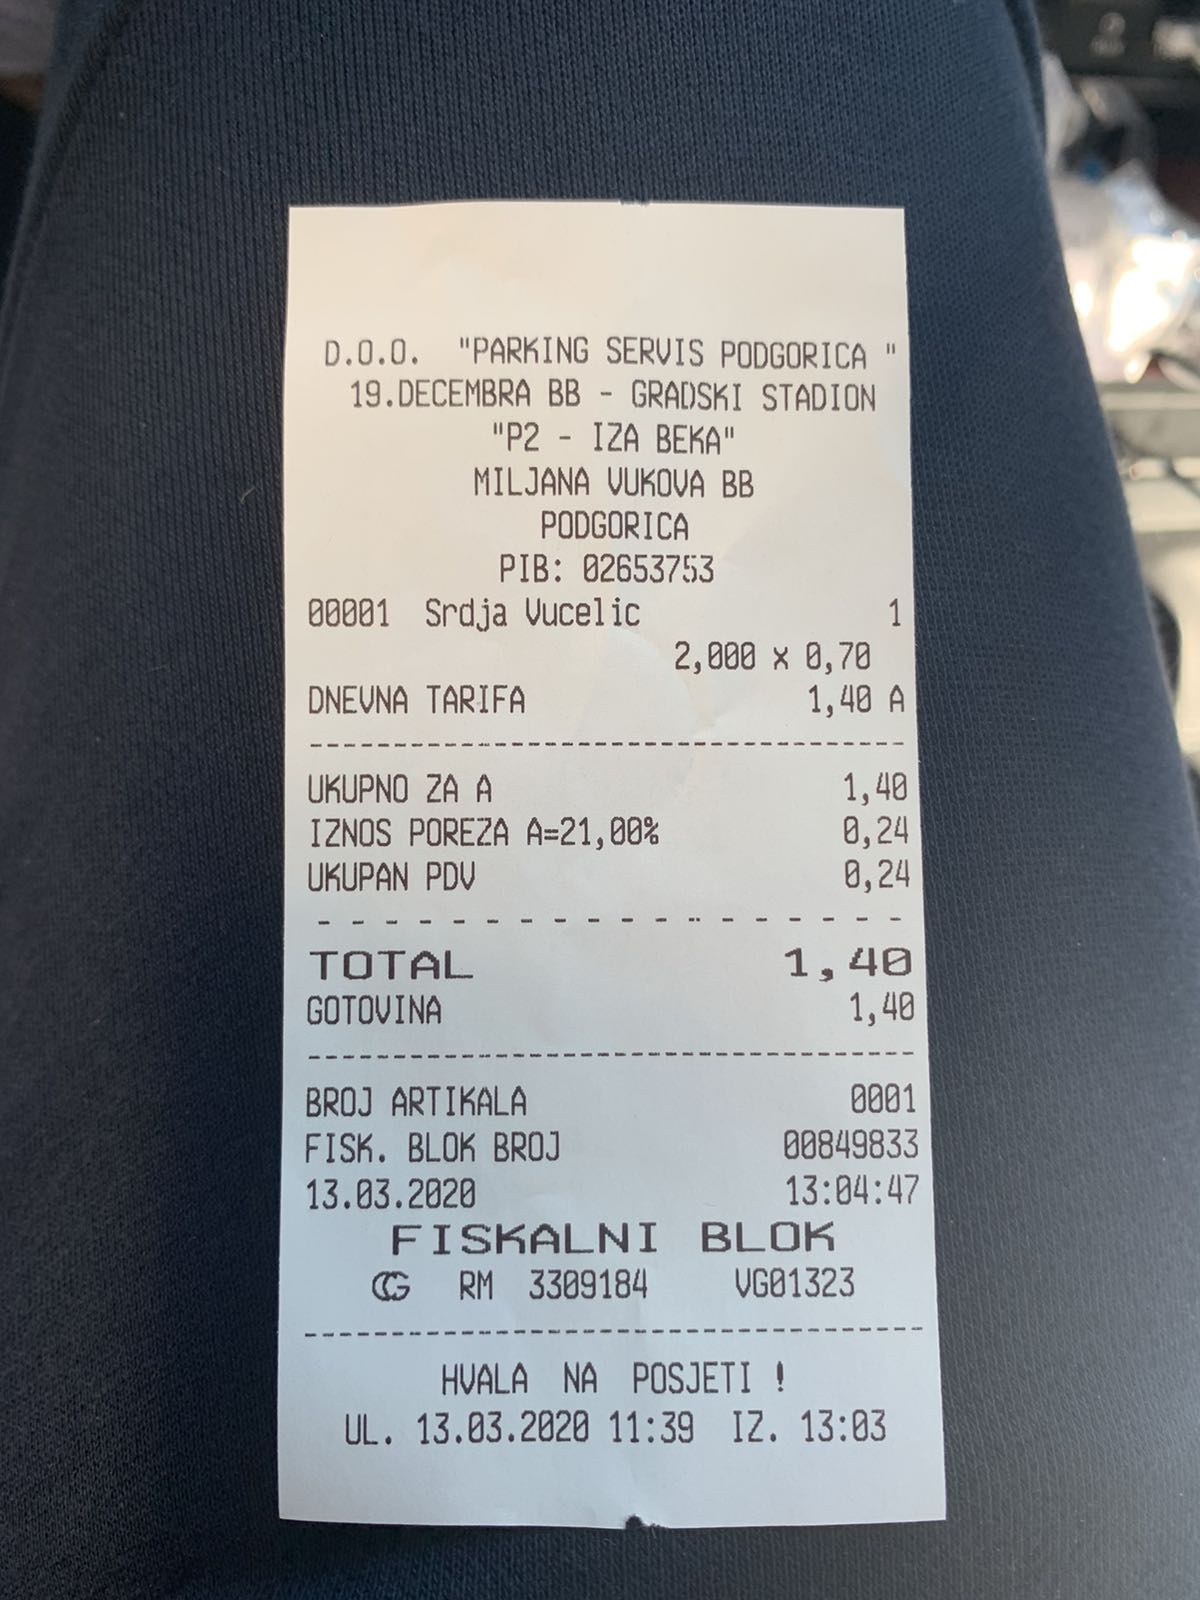 D.O.O. "PARKING SERVIS PODGORICA "
19.DECEMBRA BB - GRADSKI STADION
"P2 - IZA BEKA"
MILJANA VUKOVA BB
PODGORICA
PIB: 02653753
00001 Srdja Vucelic 1
2,000 x 0,70
DNEVNA TARIFA 1,40 A
UKUPNO ZA A 1,40
IZNOS POREZA A=21,00% 0,24
UKUPAN PDV 0,24
TOTAL 1,40
GOTOVINA 1,40
BROJ ARTIKALA 0001
FISK. BLOK BROJ 00849833
13.03.2020 13:04:47
FISKALNI BLOK
CG RM 3309184 VG01323
HVALA NA POSJETI !
UL. 13.03.2020 11:39 IZ. 13:03